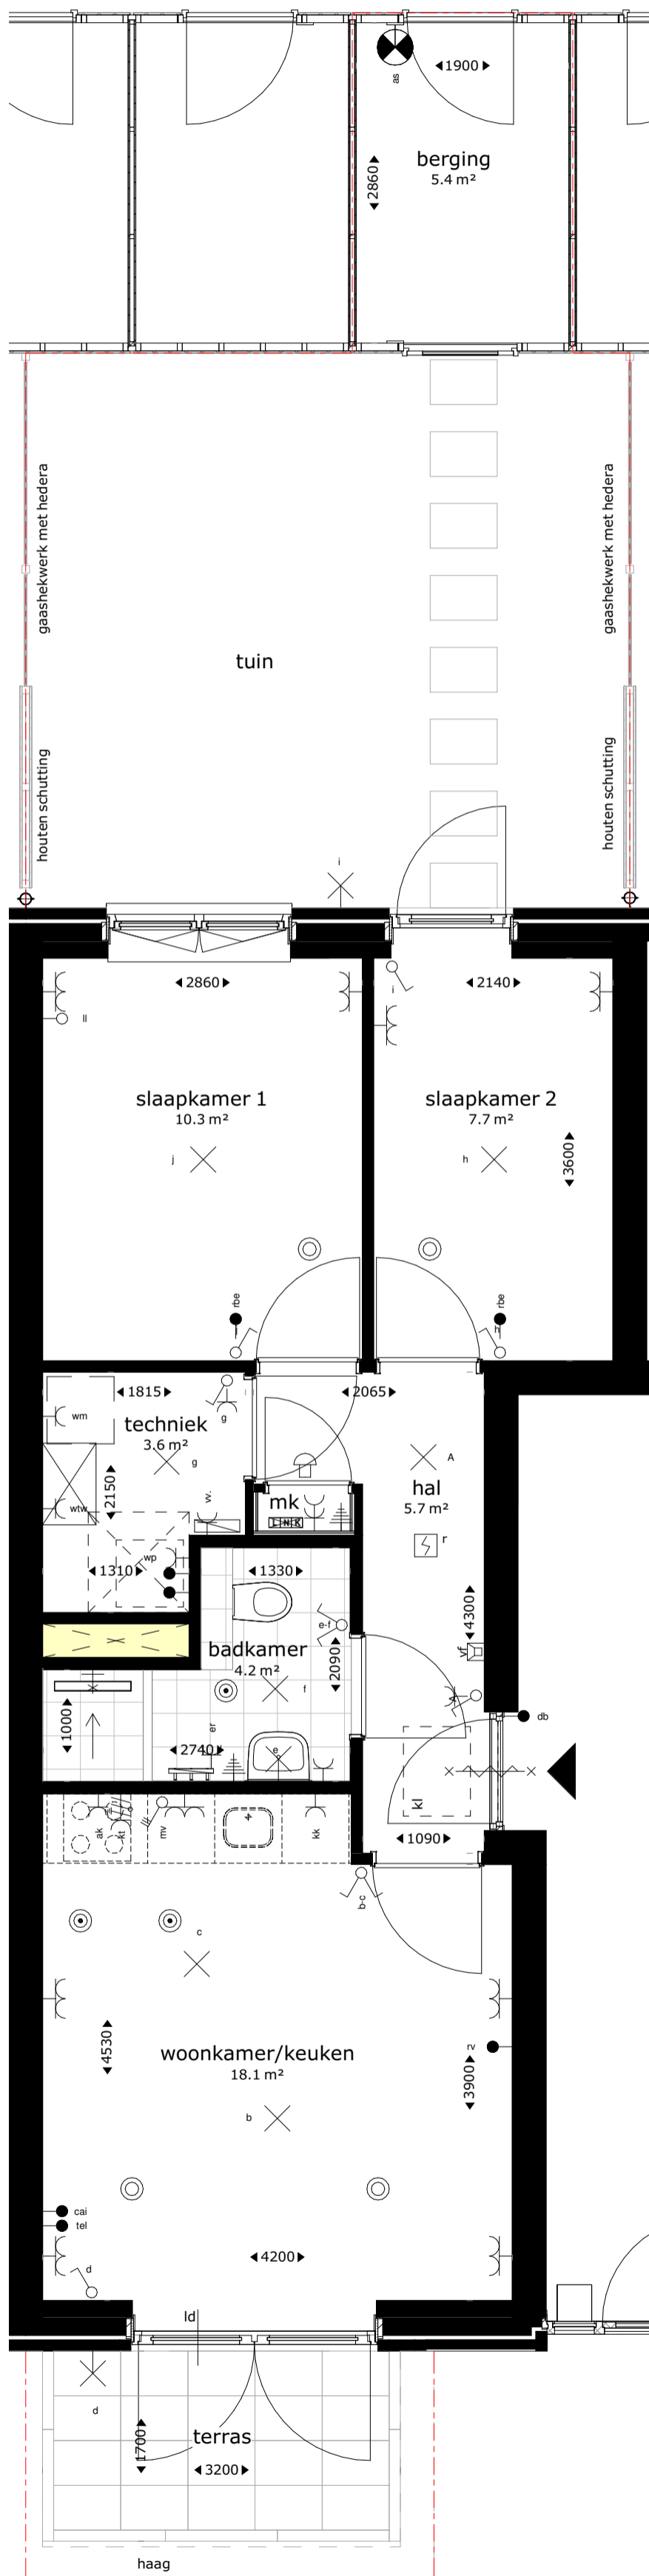 as
1900
berging
5.4 m²
2860
gaashekwerk met hedera
gaashekwerk met hedera
tuin
houten schutting
houten schutting
i
2860
2140
i
ll
slaapkamer 1
10.3 m²
slaapkamer 2
7.7 m²
j
h
3600
rbe
j
rbe
h
1815
2065
wm
techniek
3.6 m²
g
g
A
hal
5.7 m²
wtw
2150
vv.
mk
LINK
r
wp
1310
1330
e-f
4300
badkamer
4.2 m²
2090
vf
f
A
1000
er
2740
e
db
kl
ak
kt
mv
kk
1090
b-c
c
4530
woonkamer/keuken
18.1 m²
rv
3900
b
cai
tel
4200
d
ld
d
1700
terras
3200
haag